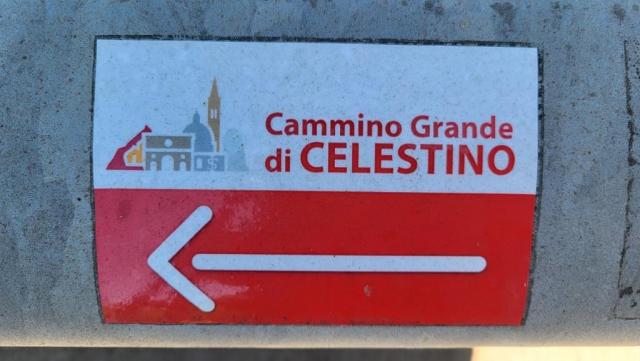 Cammino Grande
di CELESTINO